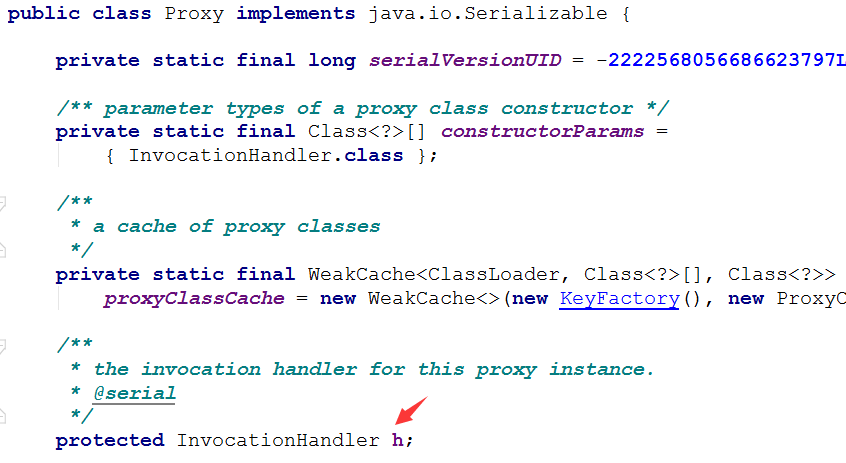 public class Proxy implements java.io.Serializable {
private static final long serialVersionUID = -2222568056686623797L
/** parameter types of a proxy class constructor */
private static final Class<?>[] constructorParams =
{ InvocationHandler.class };
/**
* a cache of proxy classes
*/
private static final WeakCache<ClassLoader, Class<?>[], Class<?>>
proxyClassCache = new WeakCache<>(new KeyFactory(), new ProxyC
/**
* the invocation handler for this proxy instance.
* @serial
*/
protected InvocationHandler h;